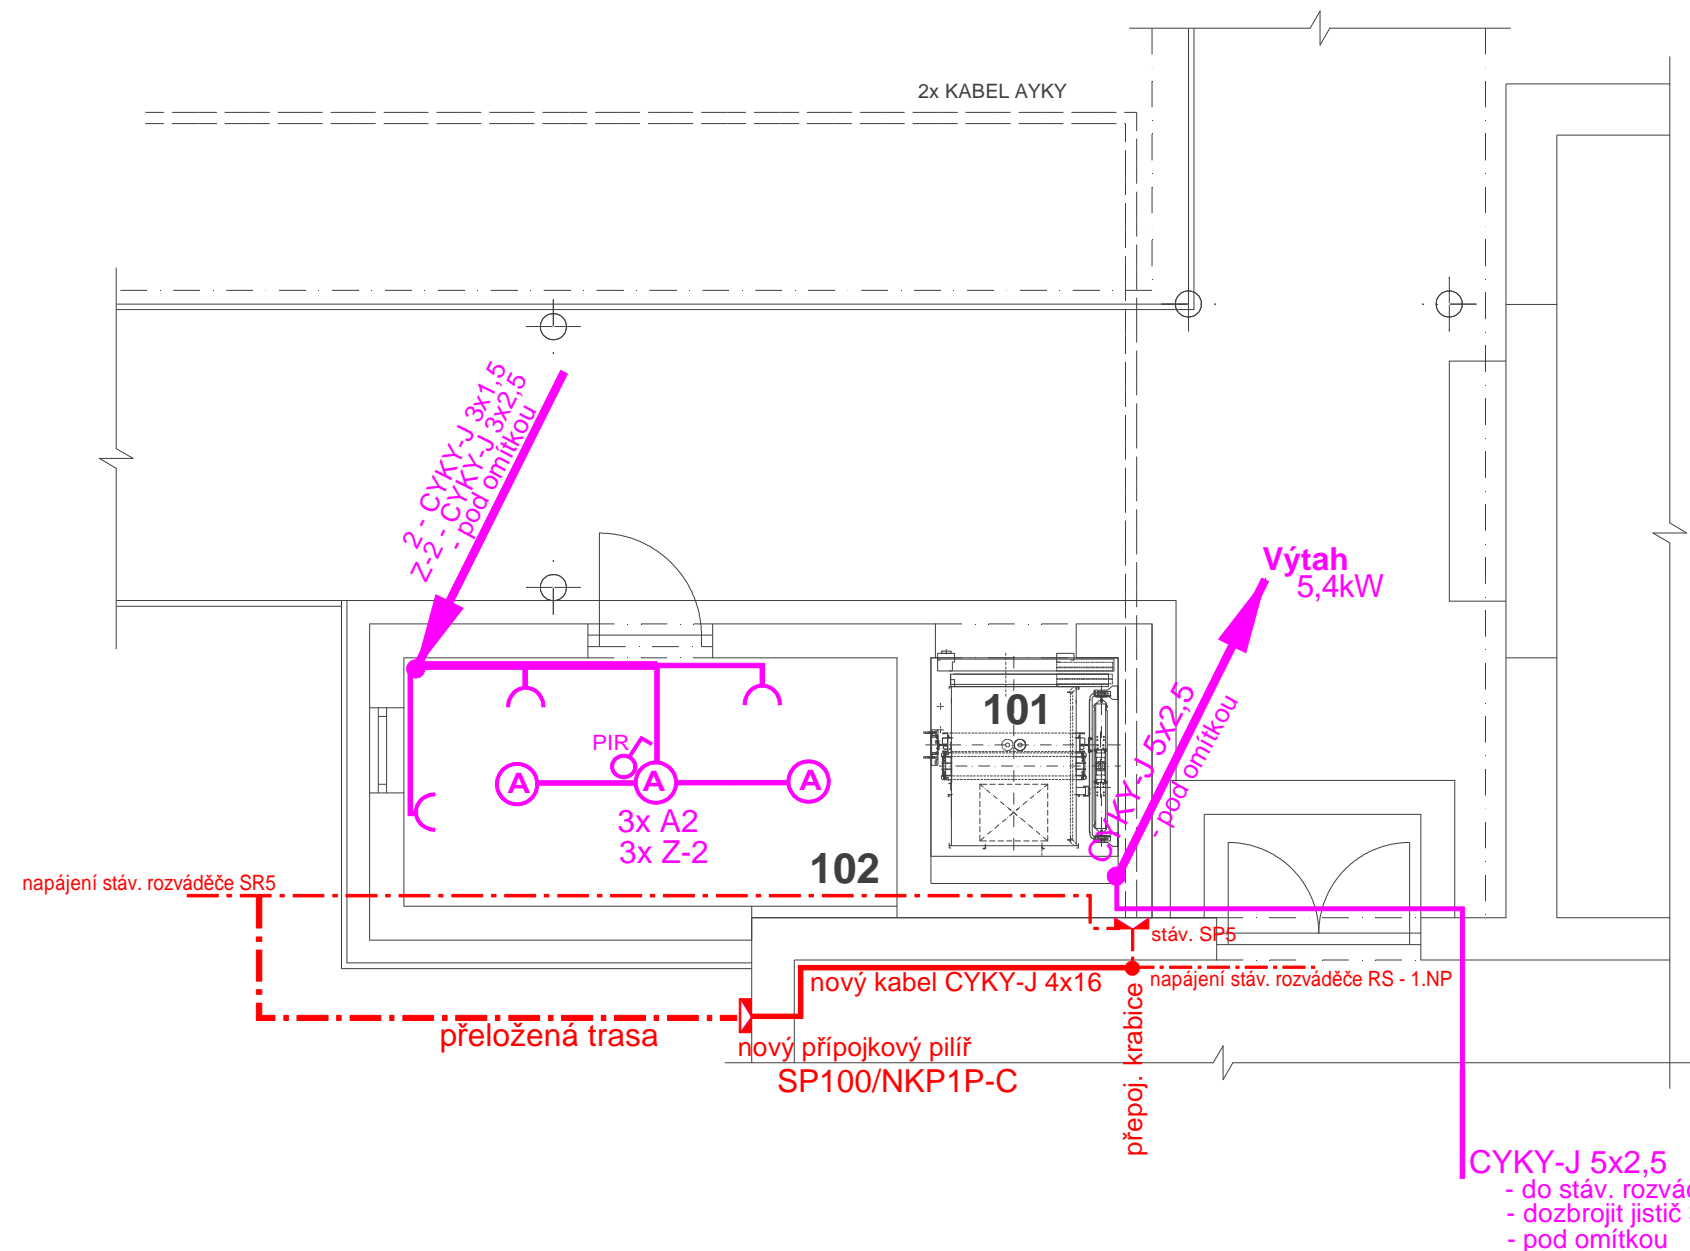 2x KABEL AYKY
2 - CYKY-J 3x1,5
Z-2 - CYKY-J 3x2,5
- pod omítkou
Výtah
5,4kW
CYKY-J 5x2,5
- pod omítkou
101
PIR
A
A
A
3x A2
3x Z-2
102
napájení stáv. rozváděče SR5
stáv. SP5
nový kabel CYKY-J 4x16
napájení stáv. rozváděče RS - 1.NP
přeložená trasa
nový přípojkový pilíř
SP100/NKP1P-C
přepoj. krabice
CYKY-J 5x2,5
- do stáv.
- dozbrojit jistič
- pod omítkou